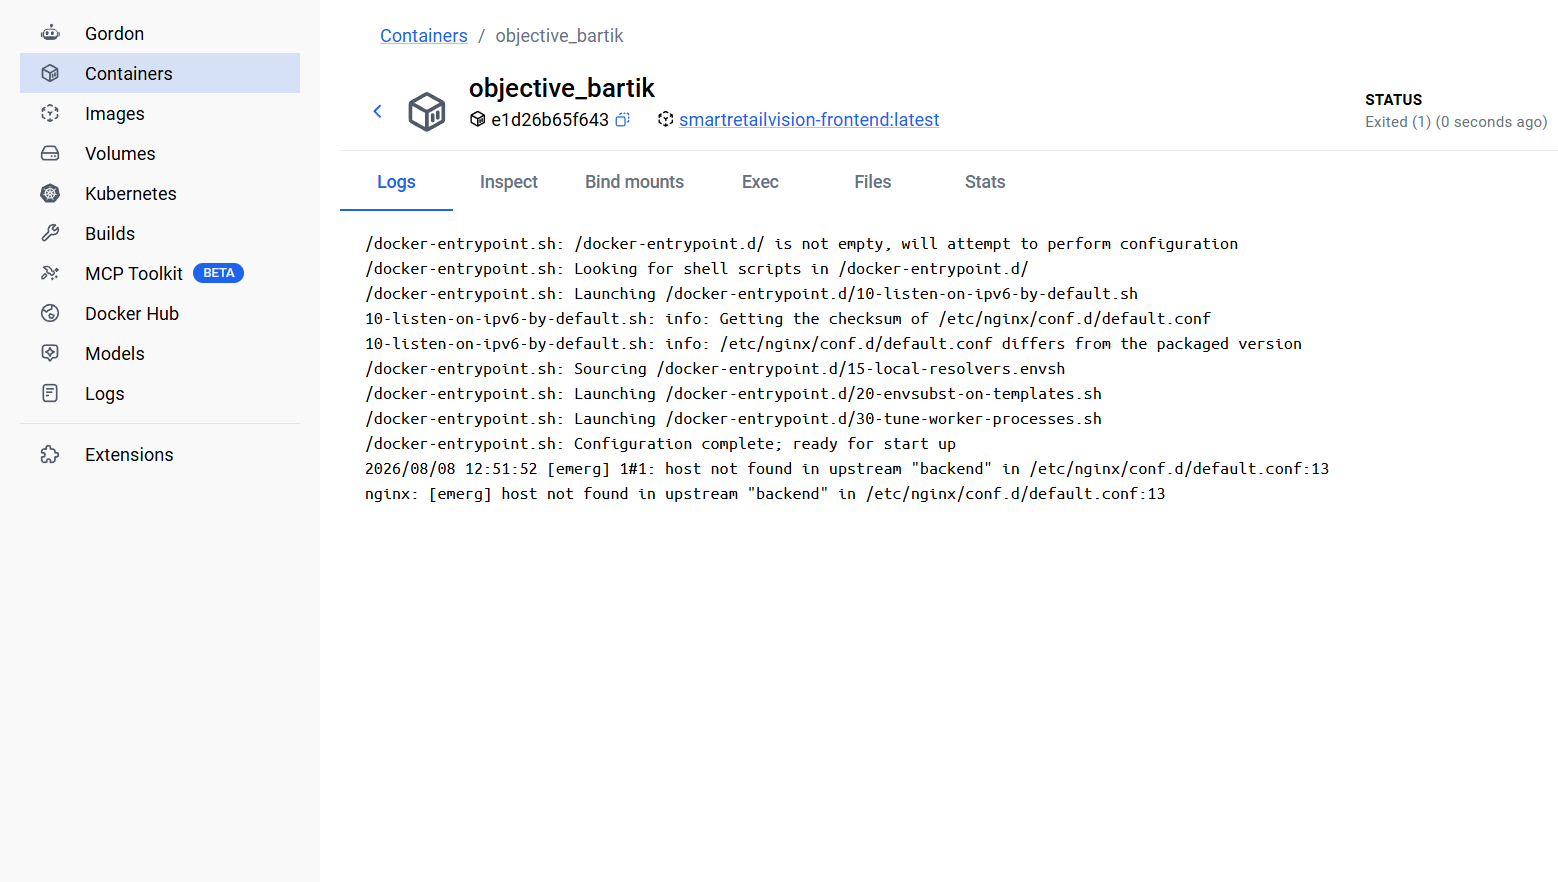 Gordon
Containers
Images
Volumes
Kubernetes
Builds
MCP Toolkit BETA
Docker Hub
Models
Logs
Extensions
Containers / objective_bartik
objective_bartik
e1d26b65f643 smartretailvision-frontend:latest
STATUS
Exited (1) (0 seconds ago)
Logs Inspect Bind mounts Exec Files Stats
/docker-entrypoint.sh: /docker-entrypoint.d/ is not empty, will attempt to perform configuration
/docker-entrypoint.sh: Looking for shell scripts in /docker-entrypoint.d/
/docker-entrypoint.sh: Launching /docker-entrypoint.d/10-listen-on-ipv6-by-default.sh
10-listen-on-ipv6-by-default.sh: info: Getting the checksum of /etc/nginx/conf.d/default.conf
10-listen-on-ipv6-by-default.sh: info: /etc/nginx/conf.d/default.conf differs from the packaged version
/docker-entrypoint.sh: Sourcing /docker-entrypoint.d/15-local-resolvers.envsh
/docker-entrypoint.sh: Launching /docker-entrypoint.d/20-envsubst-on-templates.sh
/docker-entrypoint.sh: Launching /docker-entrypoint.d/30-tune-worker-processes.sh
/docker-entrypoint.sh: Configuration complete; ready for start up
2026/08/08 12:51:52 [emerg] 1#1: host not found in upstream "backend" in /etc/nginx/conf.d/default.conf:13
nginx: [emerg] host not found in upstream "backend" in /etc/nginx/conf.d/default.conf:13